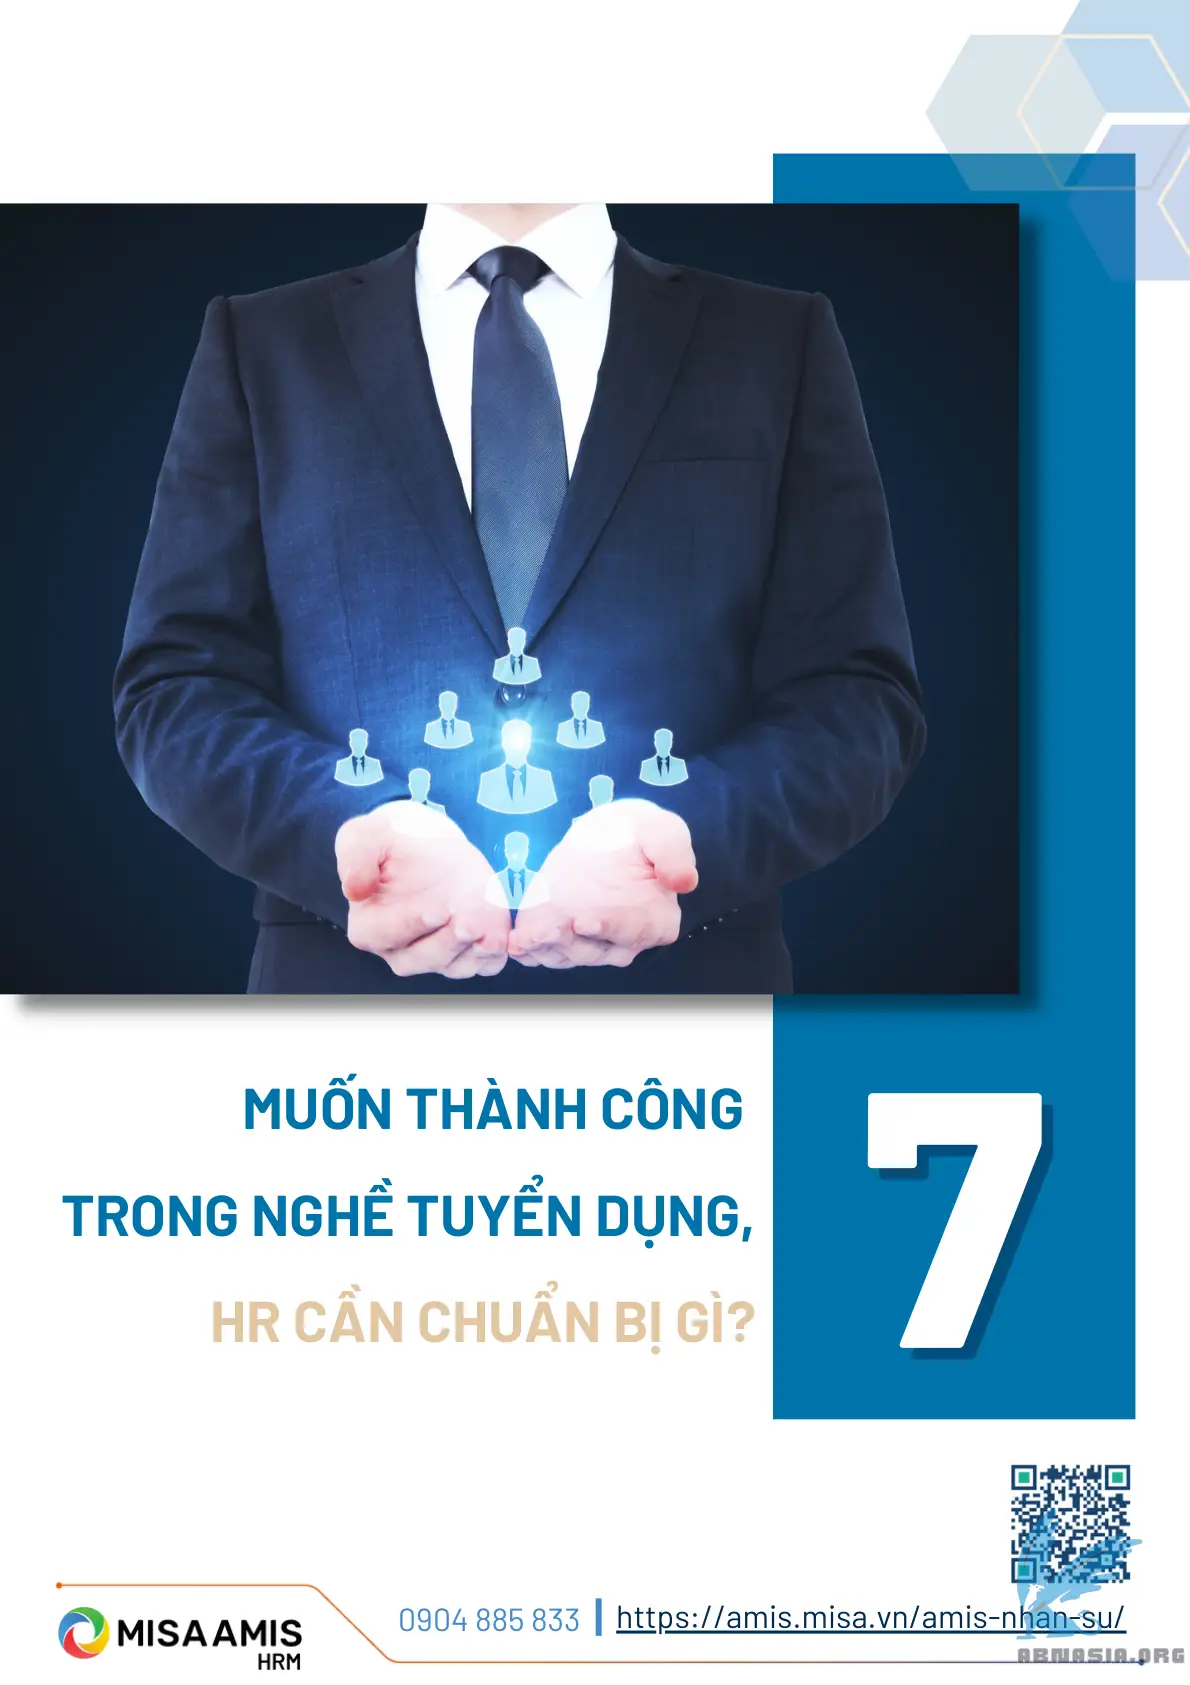 MUỐN THÀNH CÔNG
TRONG NGHỀ TUYỂN DỤNG,
HR CẦN CHUẨN BỊ GÌ?
7
MISA AMIS
HRM
0904 885 833
https://amis.misa.vn/amis-nhan-su/
ABMASIA.ORG